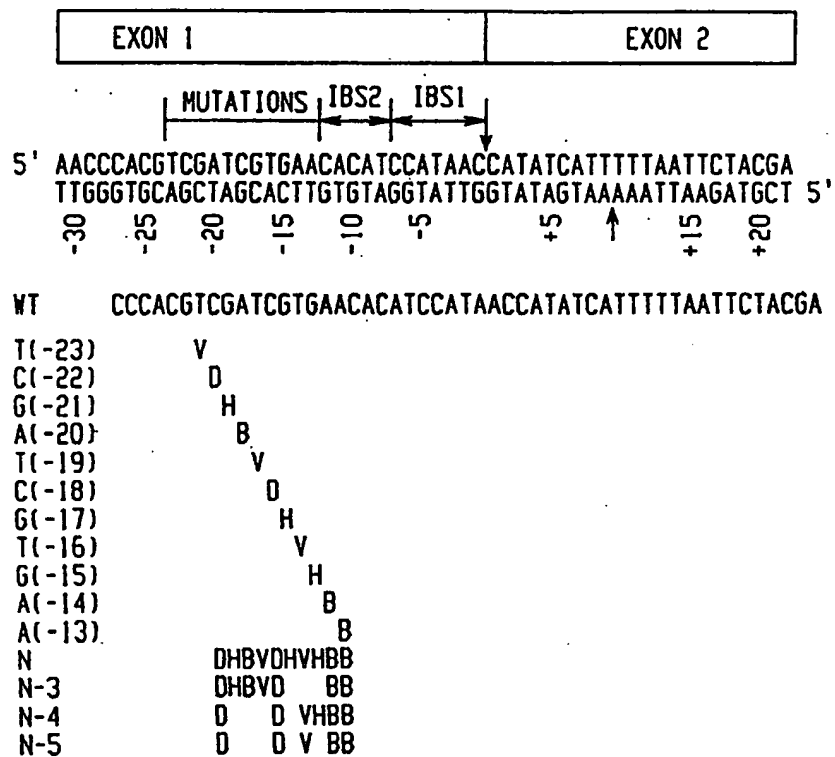 EXON 1 EXON 2
MUTATIONS IBS2 IBS1
5' AACCCACGTCGATCGTGAACACATCCATAACCATATCATTTTTAATTCTACGA
TTGGGTGCAGCTAGCACTTGTGTAGGTATTGGTATAGTAAAAATTAAGATGCT 5'
-30 -25 -20 -15 -10 -5 +5 - +15 +20
WT CCCACGTCGATCGTGAACACATCCATAACCATATCATTTTTAATTCTACGA
T(-23) V
C(-22) D
G(-21) H
A(-20) B
T(-19) V
C(-18) D
G(-17) H
T(-16) V
G(-15) H
A(-14) B
A(-13) B
N DHBVDHVHBB
N-3 DHBVD BB
N-4 D D VHBB
N-5 D D V BB